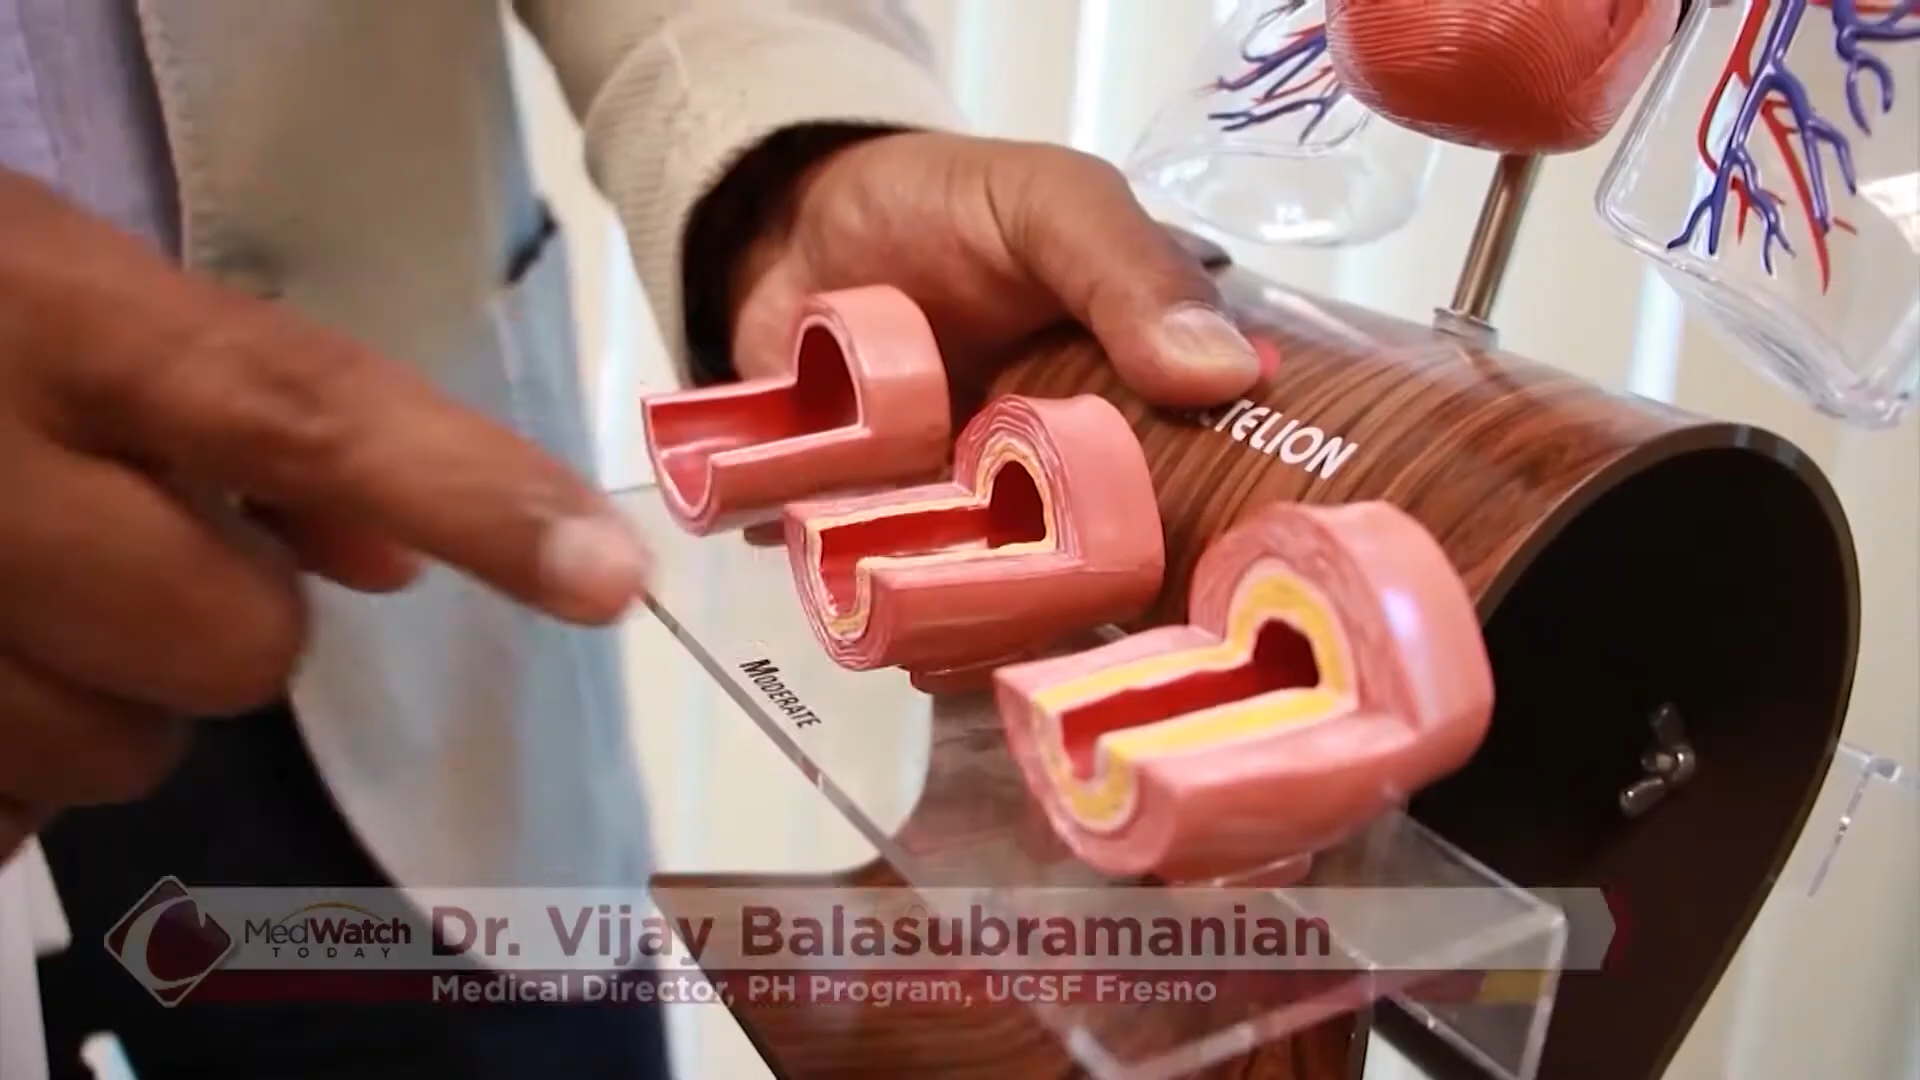 TELION
MODERATE
MedWatch
TODAY
Dr. Vijay Balasubramanian
Medical Director, PH Program, UCSF Fresno